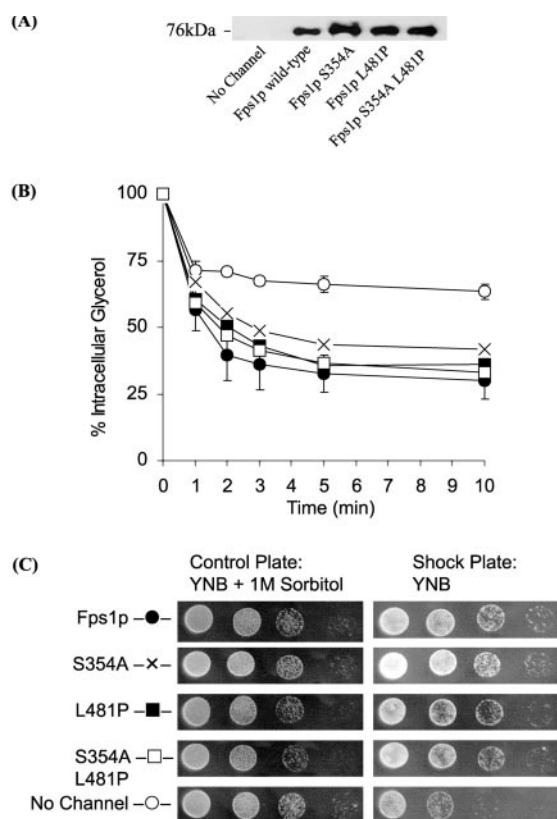 (A)
76kDa -
No Channel
Fps1p wild-type
Fps1p S354A
Fps1p L481P
Fps1p S354A L481P
(B)
100
75
50
25
0
% Intracellular Glycerol
0 1 2 3 4 5 6 7 8 9 10
Time (min)
(C)
Control Plate:
YNB + 1M Sorbitol
Shock Plate:
YNB
Fps1p
S354A
L481P
S354A
L481P
No Channel